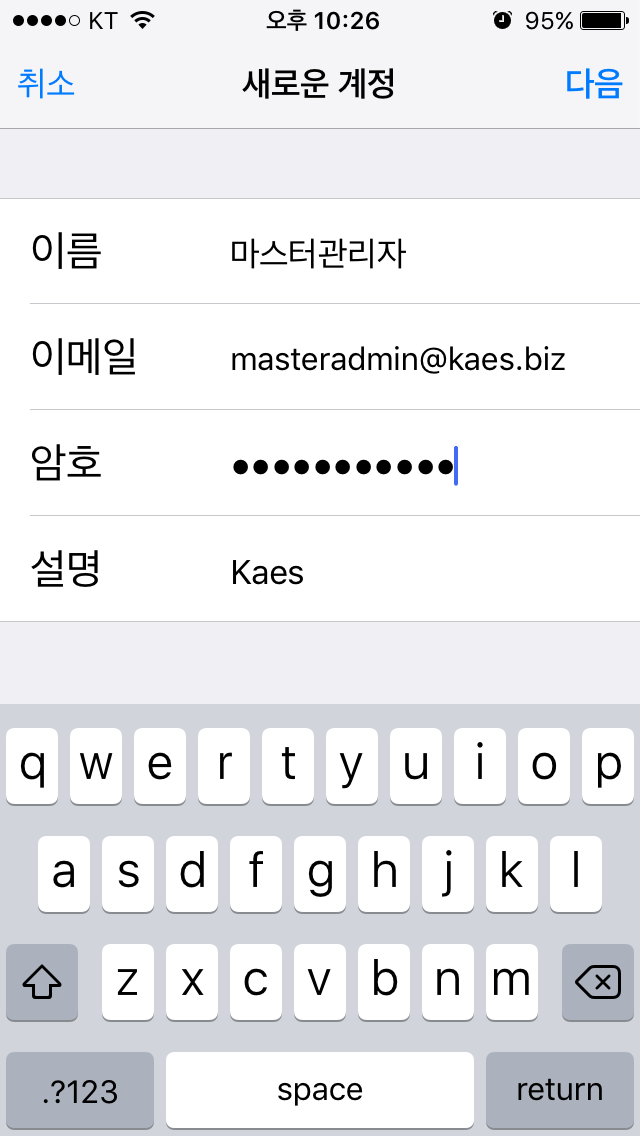 KT 오후 10:26 95%
취소 새로운 계정 다음
이름 마스터관리자
이메일 masteradmin@kaes.biz
암호 ●●●●●●●●●●●
설명 Kaes
q w e r t y u i o p
a s d f g h j k l
z x c v b n m
.?123 space return